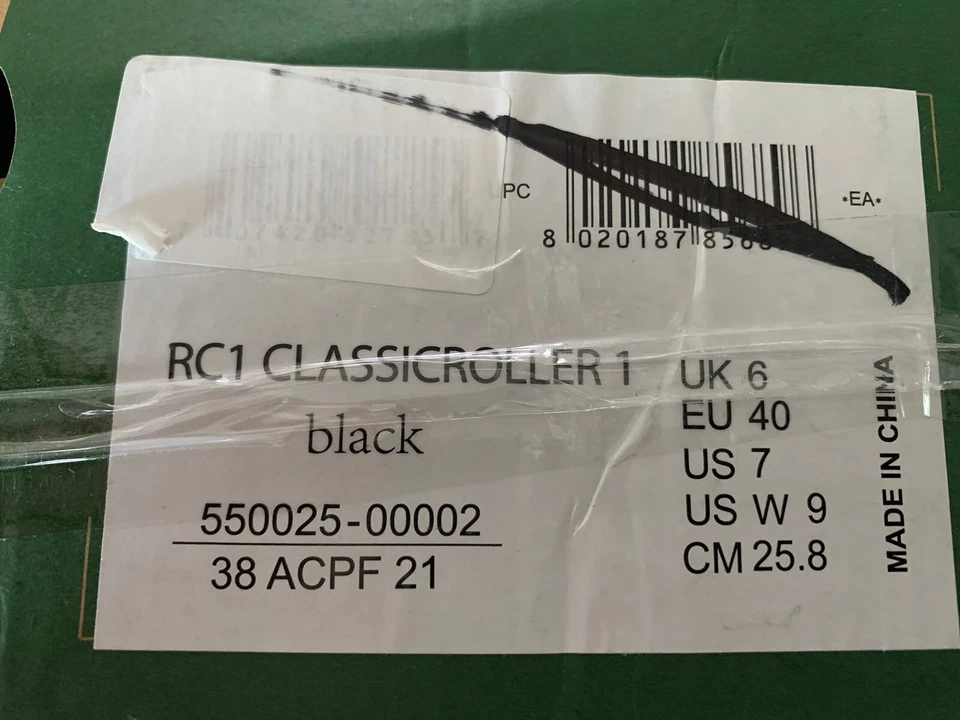 PC
*EA*
8 020187
RC1 CLASSICROLLER 1
black
550025-00002
38 ACPF 21
UK 6
EU 40
US 7
US W 9
CM 25.8
MADE IN CHINA